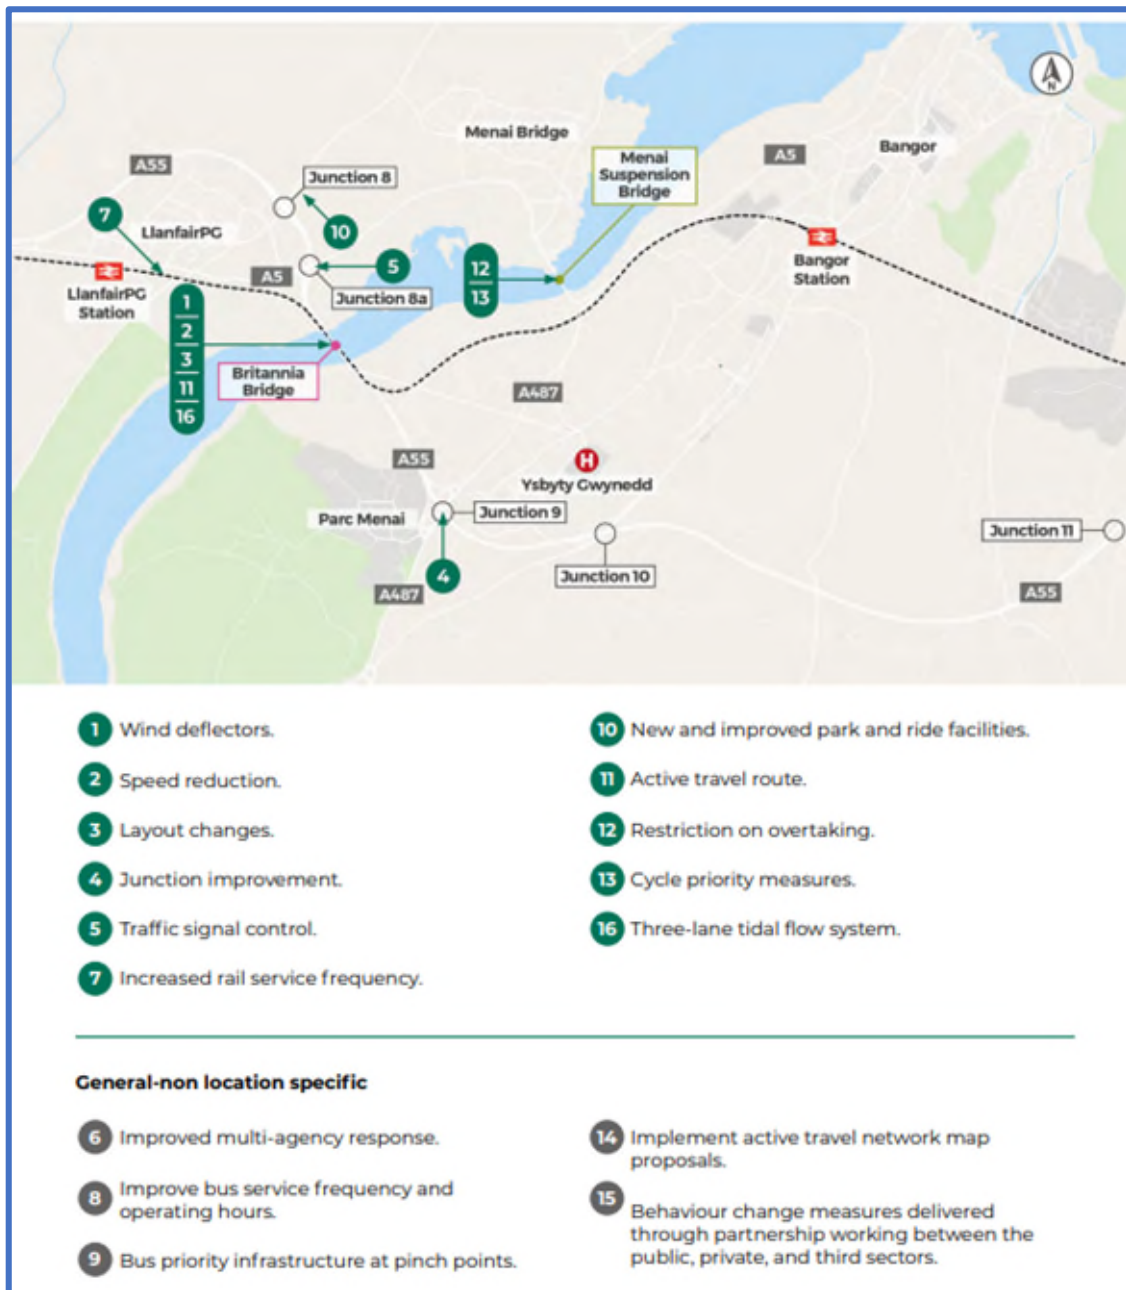 N
Menai Bridge
A5
Bangor
Menai
Suspension
Bridge
A55
Junction 8
7
LlanfairPG
10
12
13
5
A5
Junction 8a
LlanfairPG
Station
Bangor
Station
1
2
3
11
16
Britannia
Bridge
A487
A55
H
Ysbyty Gwynedd
Parc Menai
Junction 9
Junction 11
4
A487
Junction 10
A55
1 Wind deflectors.
2 Speed reduction.
3 Layout changes.
4 Junction improvement.
5 Traffic signal control.
7 Increased rail service frequency.
10 New and improved park and ride facilities.
11 Active travel route.
12 Restriction on overtaking.
13 Cycle priority measures.
16 Three-lane tidal flow system.
General-non location specific
6 Improved multi-agency response.
8 Improve bus service frequency and
operating hours.
9 Bus priority infrastructure at pinch points.
14 Implement active travel network map
proposals.
15 Behaviour change measures delivered
through partnership working between the
public, private, and third sectors.